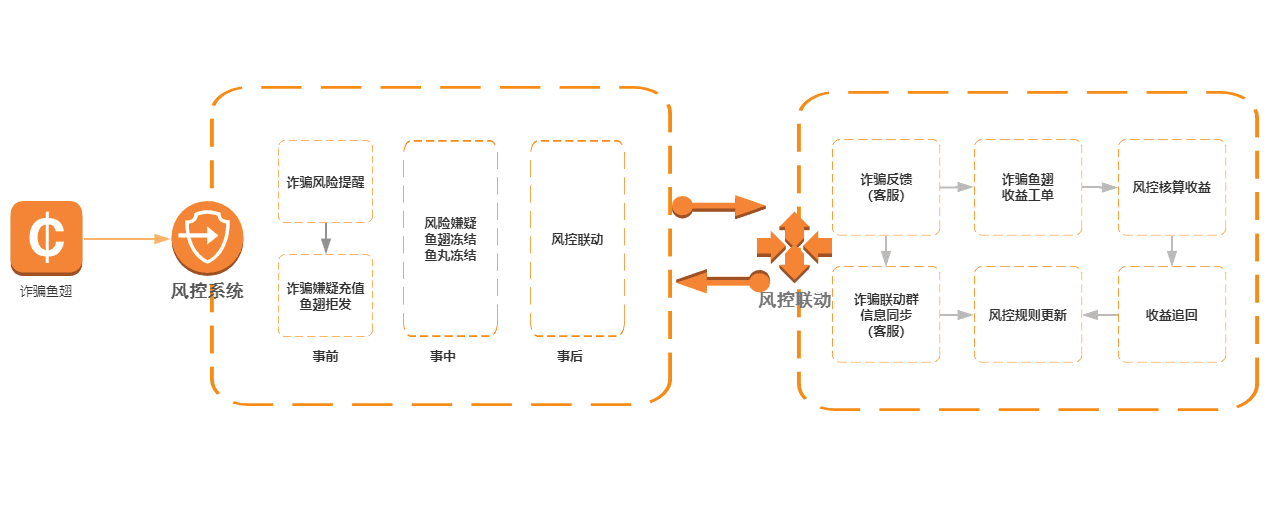 诈骗鱼翅
风控系统
诈骗风险提醒
诈骗嫌疑充值
鱼翅拒发
事前
风险嫌疑
鱼翅冻结
鱼丸冻结
事中
风控联动
事后
风控联动
诈骗反馈
(客服)
诈骗鱼翅
收益工单
风控核算收益
诈骗联动群
信息同步
(客服)
风控规则更新
收益追回